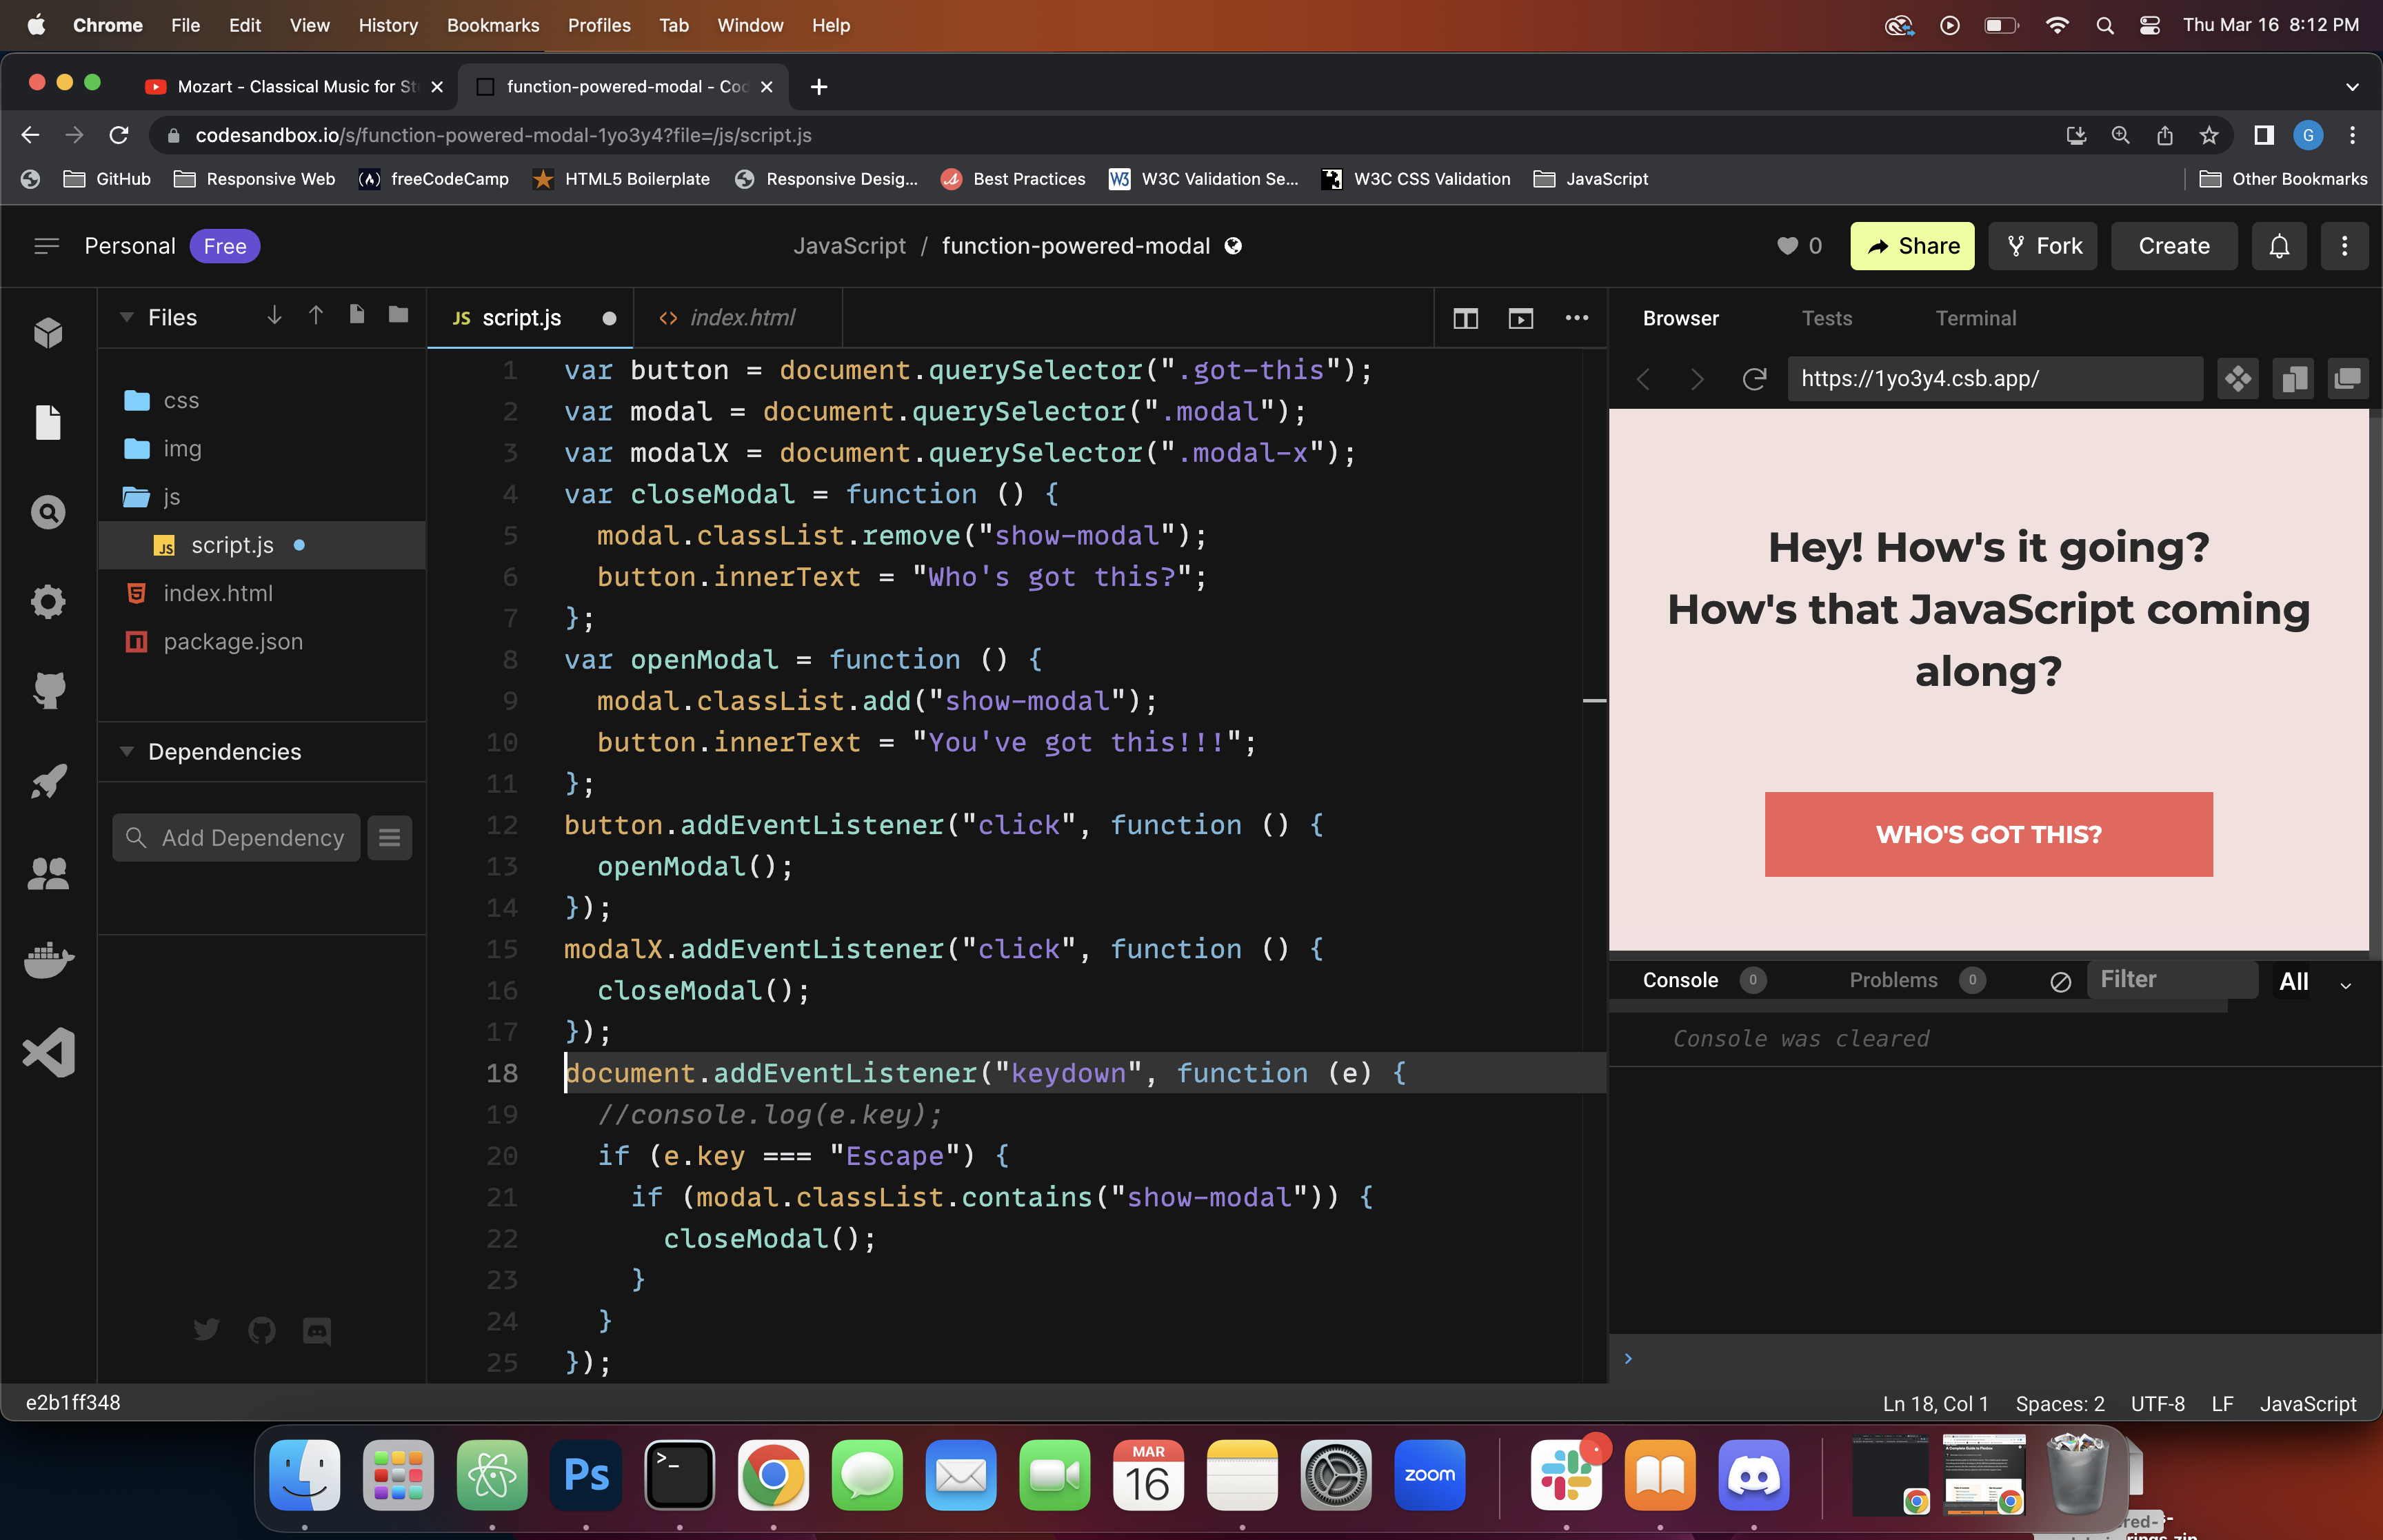 Chrome File Edit View History Bookmarks Profiles Tab Window Help Thu Mar 16 8:12 PM
Mozart - Classical Music for St function-powered-modal - Cod
codesandbox.io/s/function-powered-modal-1yo3y4?file=/js/script.js G
GitHub Responsive Web freeCodeCamp HTML5 Boilerplate Responsive Desig... Best Practices W3C Validation Se... W3C CSS Validation JavaScript Other Bookmarks
Personal Free JavaScript / function-powered-modal 0 Share Fork Create
Files
css
img
js
JS script.js
index.html
package.json
Dependencies
Add Dependency
JS script.js <> index.html
1 var button = document.querySelector(".got-this");
2 var modal = document.querySelector(".modal");
3 var modalX = document.querySelector(".modal-x");
4 var closeModal = function () {
5 modal.classList.remove("show-modal");
6 button.innerText = "Who's got this?";
7 };
8 var openModal = function () {
9 modal.classList.add("show-modal");
10 button.innerText = "You've got this!!!";
11 };
12 button.addEventListener("click", function () {
13 openModal();
14 });
15 modalX.addEventListener("click", function () {
16 closeModal();
17 });
18 document.addEventListener("keydown", function (e) {
19 //console.log(e.key);
20 if (e.key === "Escape") {
21 if (modal.classList.contains("show-modal")) {
22 closeModal();
23 }
24 }
25 });
Browser Tests Terminal
https://1yo3y4.csb.app/
Hey! How's it going?
How's that JavaScript coming
along?
WHO'S GOT THIS?
Console 0 Problems 0 Filter All
Console was cleared
e2b1ff348 Ln 18, Col 1 Spaces: 2 UTF-8 LF JavaScript
Ps
MAR
16
zoom